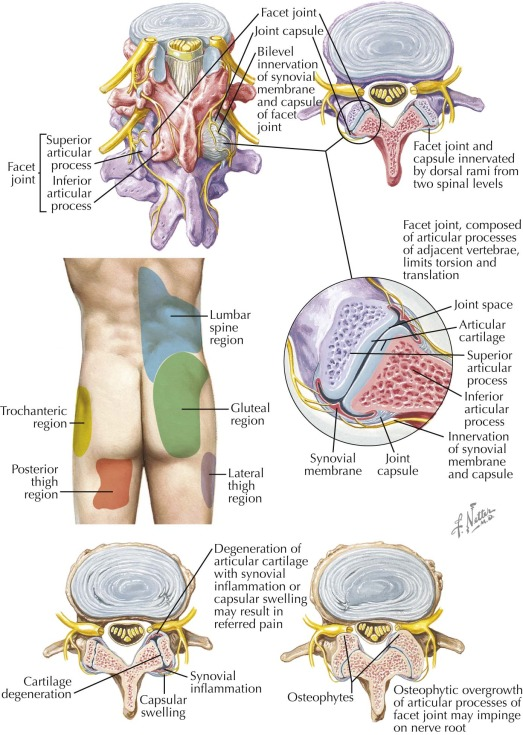 Facet joint
Joint capsule
Bilevel
innervation
of synovial
membrane and
capsule of facet
joint
Facet
joint
Superior
articular
process
Inferior
articular
process
Facet joint and
capsule innervated
by dorsal rami from
two spinal levels
Facet joint, composed
of articular processes
of adjacent vertebrae,
limits torsion and
translation
Lumbar
spine
region
Gluteal
region
Trochanteric
region
Posterior
thigh
region
Lateral
thigh
region
Joint space
Articular
cartilage
Superior
articular
process
Inferior
articular
process
Innervation
of synovial
membrane
and capsule
Synovial
membrane
Joint
capsule
F. Netter
M.D.
Degeneration of
articular cartilage
with synovial
inflammation or
capsular swelling
may result in
referred pain
Cartilage
degeneration
Synovial
inflammation
Capsular
swelling
Osteophytes
Osteophytic overgrowth
of articular processes of
facet joint may impinge
on nerve root